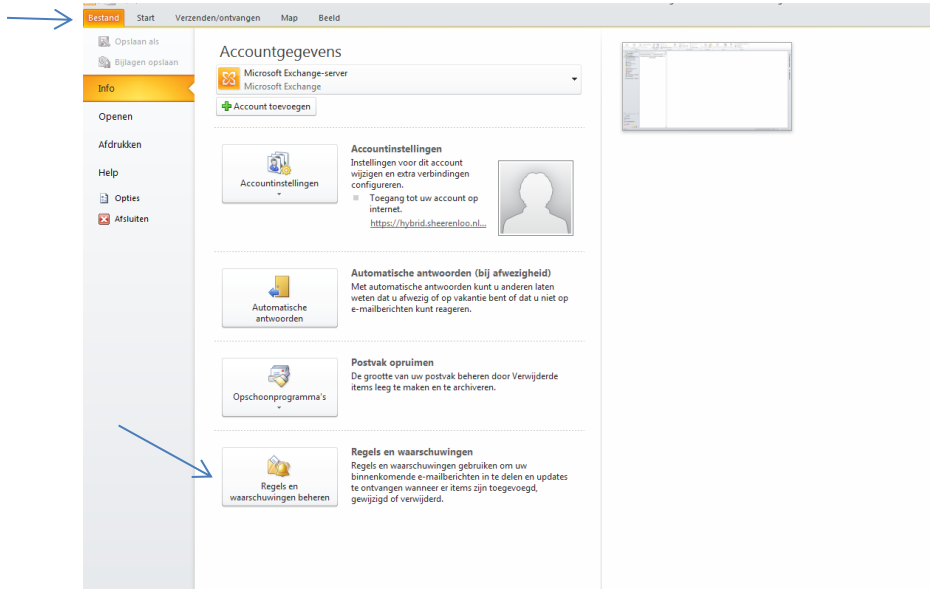 Bestand Start Verzenden/ontvangen Map Beeld
Opslaan als
Bijlagen opslaan
Info
Openen
Afdrukken
Help
Opties
Afsluiten
Accountgegevens
Microsoft Exchange-server
Microsoft Exchange
Account toevoegen
Accountinstellingen
Accountinstellingen
Instellingen voor dit account
wijzigen en extra verbindingen
configureren.
Toegang tot uw account op
internet.
https://hybrid.sheerenloo.nl...
Automatische
antwoorden
Automatische antwoorden (bij afwezigheid)
Met automatische antwoorden kunt u anderen laten
weten dat u afwezig of op vakantie bent of dat u niet op
e-mailberichten kunt reageren.
Opschoonprogramma's
Postvak opruimen
De grootte van uw postvak beheren door Verwijderde
items leeg te maken en te archiveren.
Regels en
waarschuwingen beheren
Regels en waarschuwingen
Regels en waarschuwingen gebruiken om uw
binnenkomende e-mailberichten in te delen en updates
te ontvangen wanneer er items zijn toegevoegd,
gewijzigd of verwijderd.